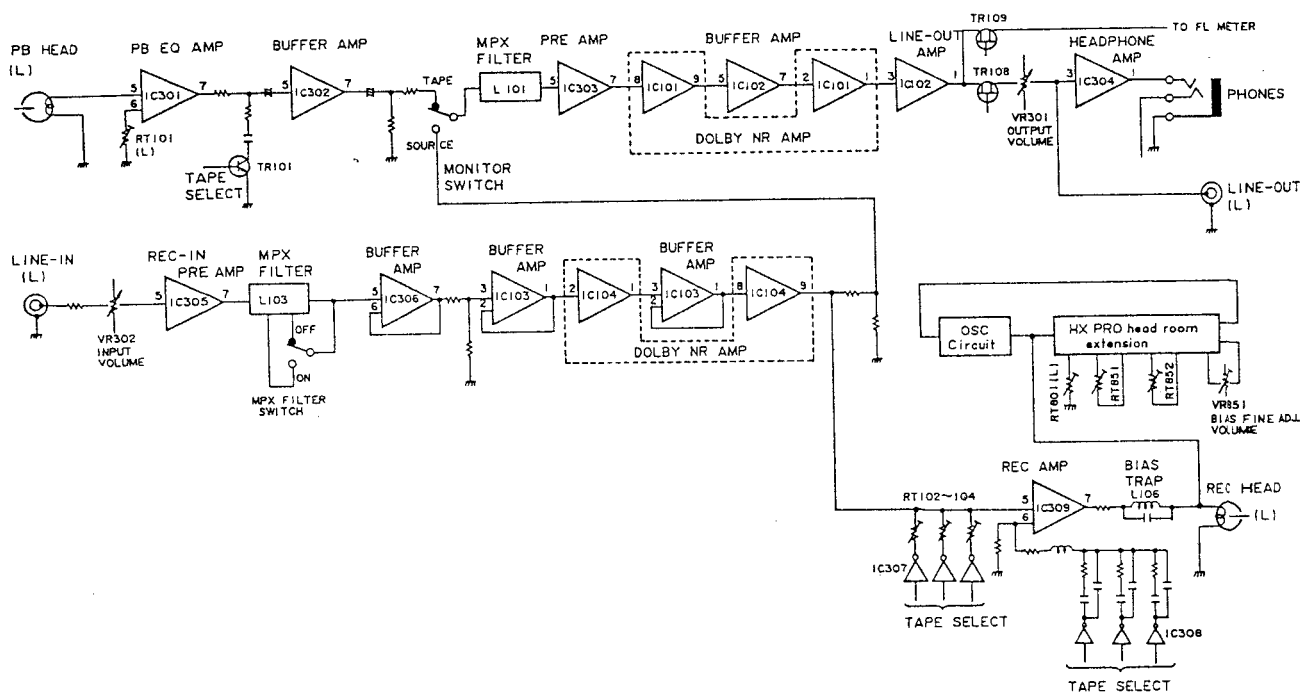 TR109
TO FL METER
PB HEAD
(L)
PB EQ AMP
BUFFER AMP
MPX
FILTER
PRE AMP
BUFFER AMP
LINE-OUT
AMP
HEADPHONE
AMP
5
6
7
IC301
5
7
IC302
TAPE
L 101
5
7
IC303
8
9
IC101
5
7
IC102
2
1
IC101
3
1
IC102
TR108
3
1
IC304
PHONES
RT101
(L)
TR101
TAPE
SELECT
SOURCE
MONITOR
SWITCH
DOLBY NR AMP
VR301
OUTPUT
VOLUME
LINE-OUT
(L)
LINE-IN
(L)
REC-IN
PRE AMP
MPX
FILTER
BUFFER
AMP
BUFFER
AMP
BUFFER
AMP
5
7
IC305
L103
5
6
7
IC306
3
2
1
IC103
2
1
IC104
3
2
1
IC103
8
9
IC104
OFF
ON
VR302
INPUT
VOLUME
MPX FILTER
SWITCH
DOLBY NR AMP
OSC
Circuit
HX PRO head room
extension
RT801(L)
RT851
RT852
VR851
BIAS FINE ADJ.
VOLUME
REC AMP
BIAS
TRAP
L106
REC HEAD
(L)
RT102~104
5
6
7
IC309
IC307
TAPE SELECT
IC308
TAPE SELECT